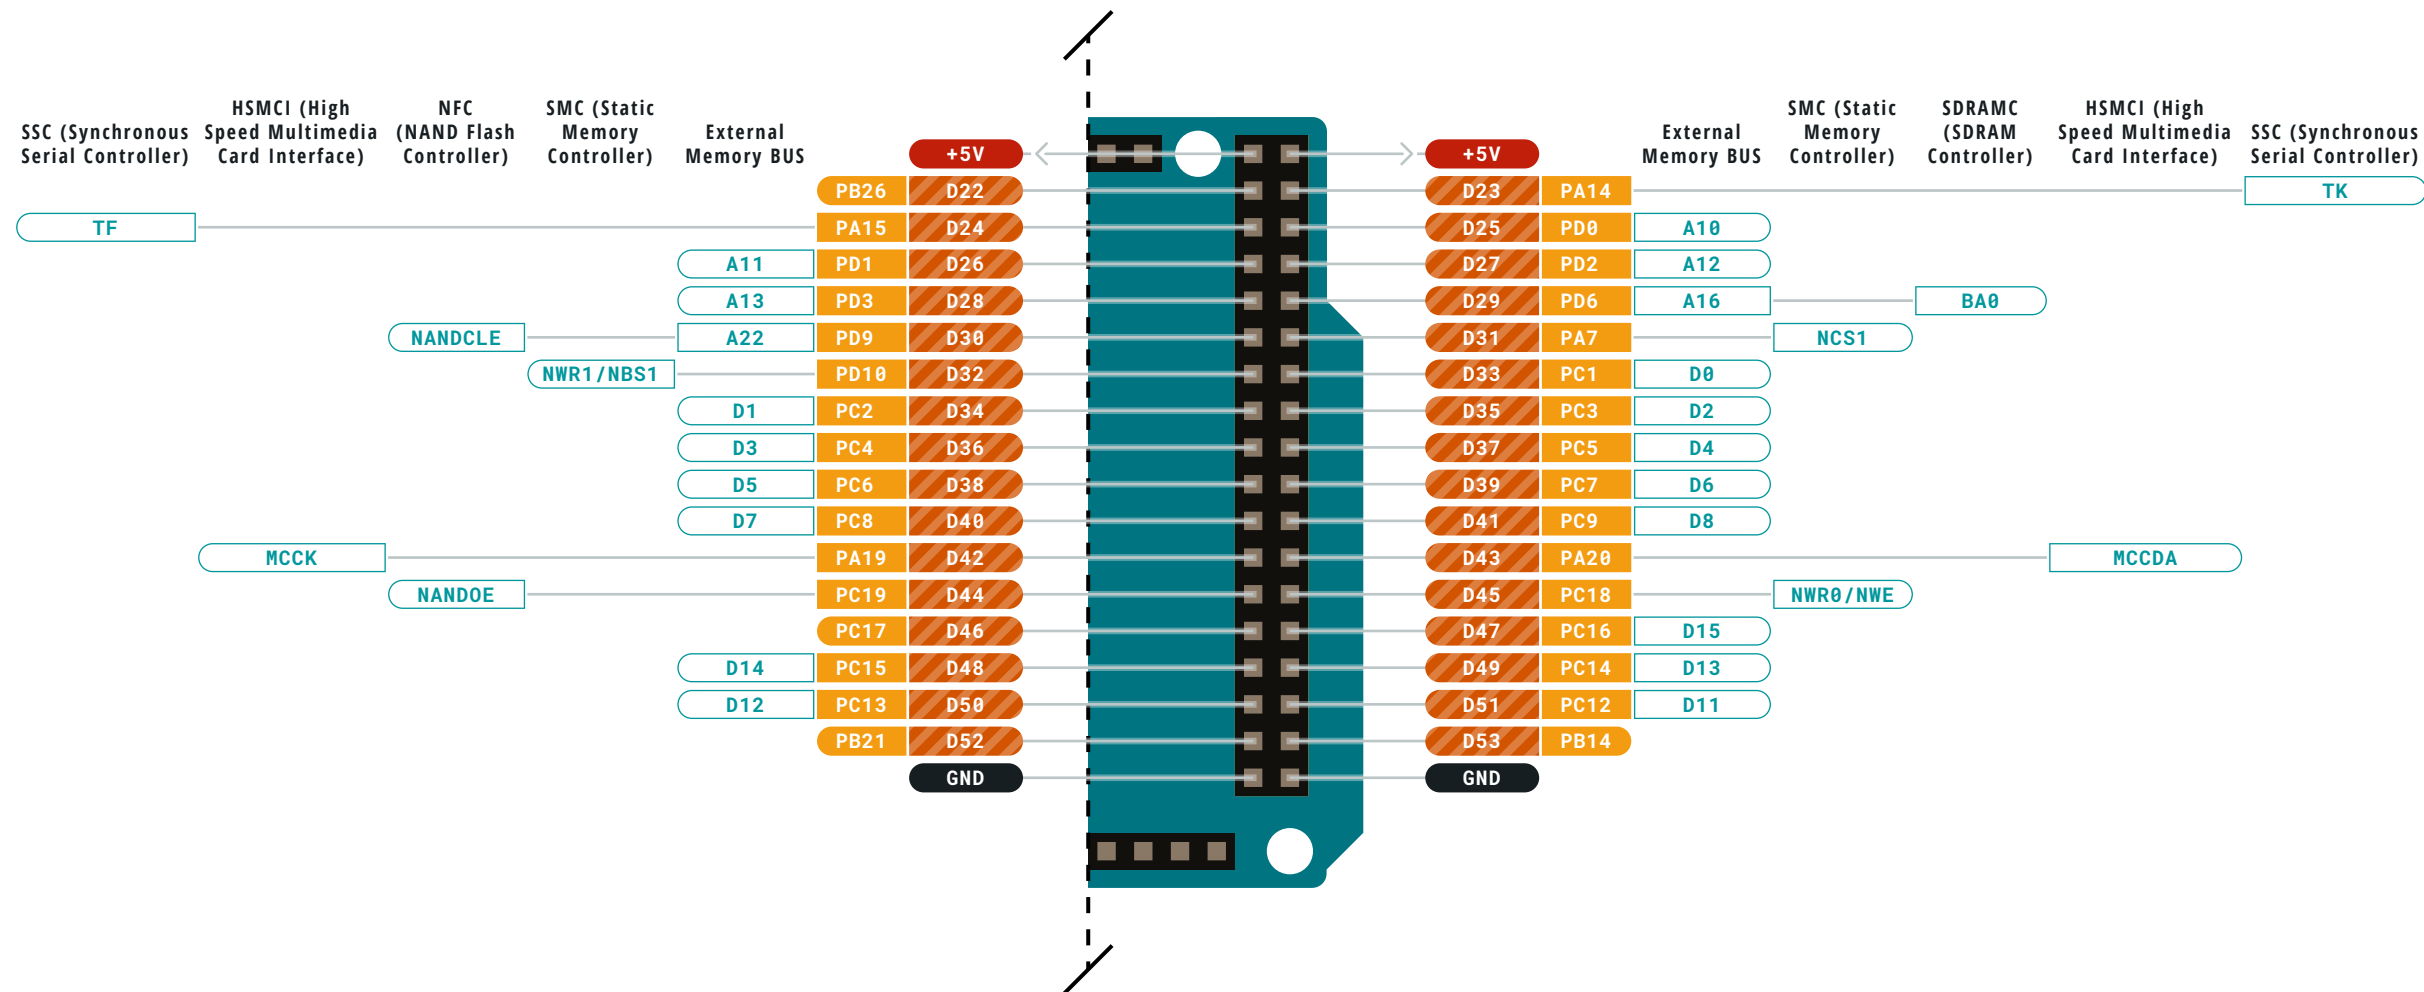 SSC (Synchronous
Serial Controller)
HSMCI (High
Speed Multimedia
Card Interface)
NFC
(NAND Flash
Controller)
SMC (Static
Memory
Controller)
External
Memory BUS
External
Memory BUS
SMC (Static
Memory
Controller)
SDRAMC
(SDRAM
Controller)
HSMCI (High
Speed Multimedia
Card Interface)
SSC (Synchronous
Serial Controller)
+5V +5V
PB26 D22 D23 PA14 TK
TF PA15 D24 D25 PD0 A10
A11 PD1 D26 D27 PD2 A12
A13 PD3 D28 D29 PD6 A16 BA0
NANDCLE A22 PD9 D30 D31 PA7 NCS1
NWR1/NBS1 PD10 D32 D33 PC1 D0
D1 PC2 D34 D35 PC3 D2
D3 PC4 D36 D37 PC5 D4
D5 PC6 D38 D39 PC7 D6
D7 PC8 D40 D41 PC9 D8
MCCK PA19 D42 D43 PA20 MCCDA
NANDOE PC19 D44 D45 PC18 NWR0/NWE
PC17 D46 D47 PC16 D15
D14 PC15 D48 D49 PC14 D13
D12 PC13 D50 D51 PC12 D11
PB21 D52 D53 PB14
GND GND